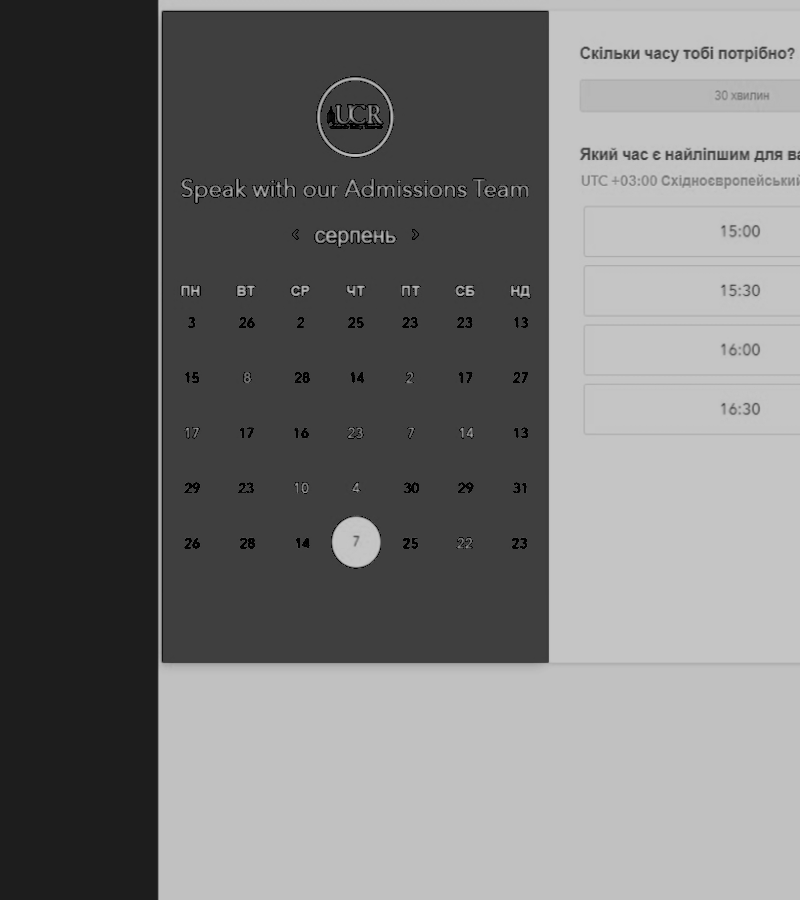 UCR
Speak with our Admissions Team
‹ серпень ›
ПН ВТ СР ЧТ ПТ СБ НД
3 26 2 25 23 23 13
15 8 28 14 2 17 27
17 17 16 23 7 14 13
29 23 10 4 30 29 31
26 28 14 7 25 22 23
Скільки часу тобі потрібно?
30 хвилин
Який час є найліпшим для
UTC +03:00 Східноєвропейський
15:00
15:30
16:00
16:30